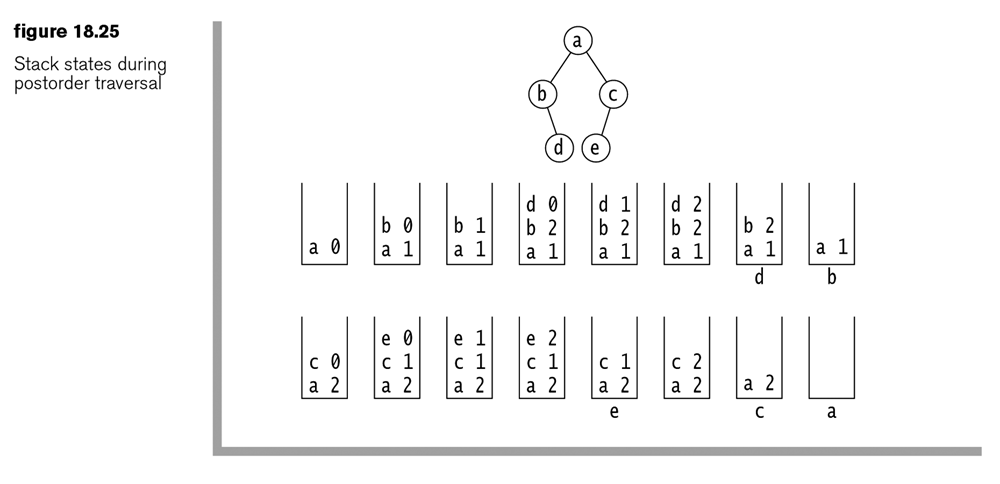 figure 18.25
Stack states during
postorder traversal
a
b c
d e
d 0 d 1 d 2
b 0 b 1 b 2 b 2 b 2 b 2
a 0 a 1 a 1 a 1 a 1 a 1 a 1 a 1
d b
e 0 e 1 e 2
c 0 c 1 c 1 c 1 c 1 c 2
a 2 a 2 a 2 a 2 a 2 a 2 a 2
e c a